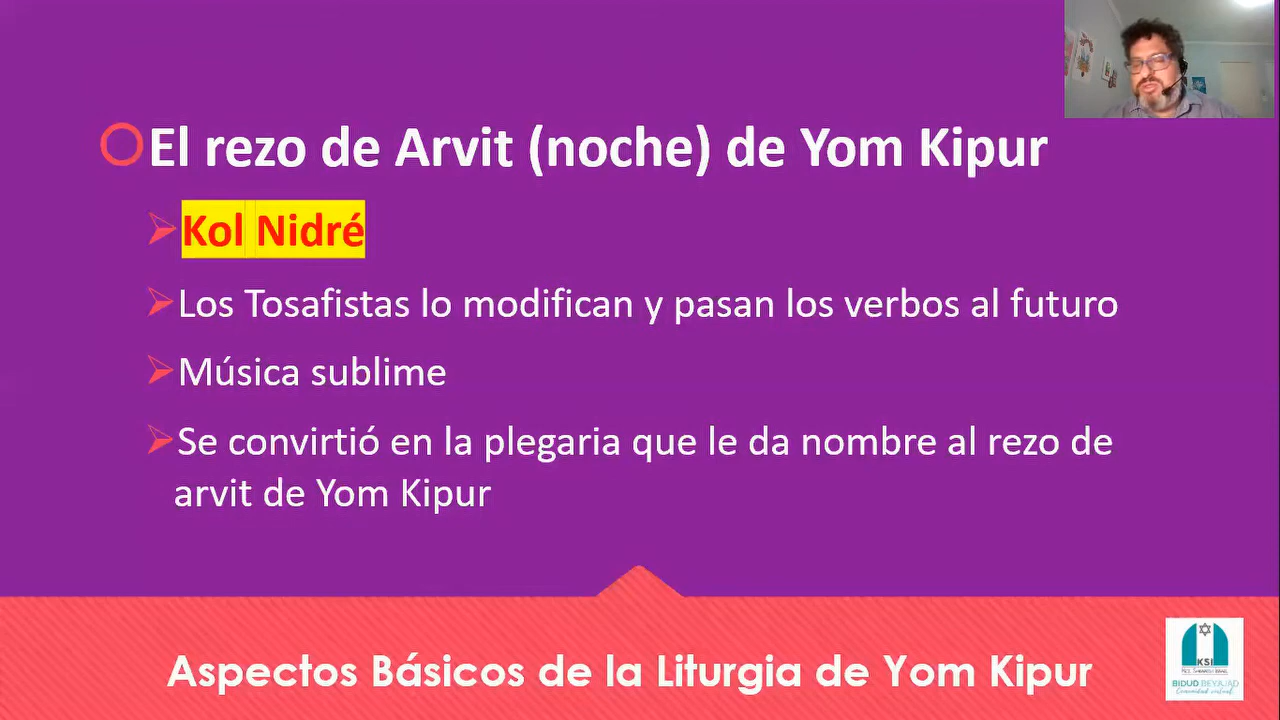 El rezo de Arvit (noche) de Yom Kipur
Kol Nidré
Los Tosafistas lo modifican y pasan los verbos al futuro
Música sublime
Se convirtió en la plegaria que le da nombre al rezo de
arvit de Yom Kipur
Aspectos Básicos de la Liturgia de Yom Kipur
KSI
BIDUD BEYAJAD
Comunidad virtual